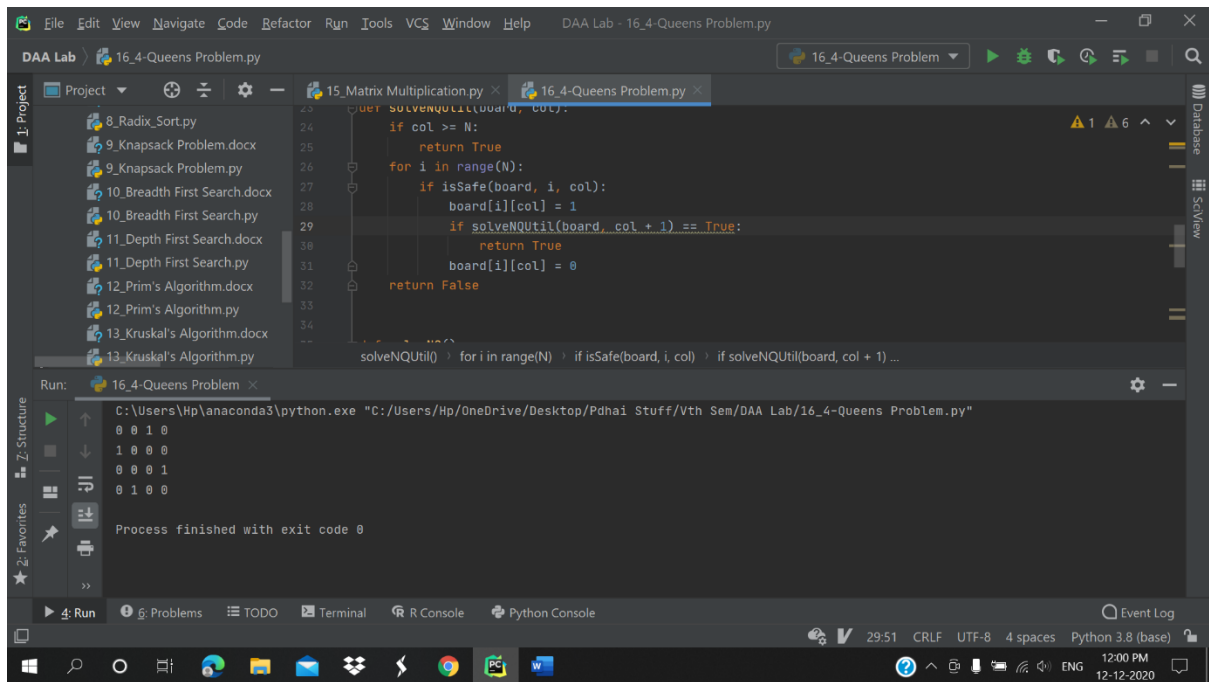 File Edit View Navigate Code Refactor Run Tools VCS Window Help DAA Lab - 16_4-Queens Problem.py
DAA Lab 16_4-Queens Problem.py 16_4-Queens Problem
1: Project
Project
15_Matrix Multiplication.py 16_4-Queens Problem.py
8_Radix_Sort.py
9_Knapsack Problem.docx
9_Knapsack Problem.py
10_Breadth First Search.docx
10_Breadth First Search.py
11_Depth First Search.docx
11_Depth First Search.py
12_Prim's Algorithm.docx
12_Prim's Algorithm.py
13_Kruskal's Algorithm.docx
13_Kruskal's Algorithm.py
23 def solveNQUtil(board, col):
24 if col >= N:
25 return True
26 for i in range(N):
27 if isSafe(board, i, col):
28 board[i][col] = 1
29 if solveNQUtil(board, col + 1) == True:
30 return True
31 board[i][col] = 0
32 return False
33
34
1 6
Database
SciView
solveNQUtil() for i in range(N) if isSafe(board, i, col) if solveNQUtil(board, col + 1) ...
Run: 16_4-Queens Problem
C:\Users\Hp\anaconda3\python.exe "C:/Users/Hp/OneDrive/Desktop/Pdhai Stuff/Vth Sem/DAA Lab/16_4-Queens Problem.py"
0 0 1 0
1 0 0 0
0 0 0 1
0 1 0 0
Process finished with exit code 0
7: Structure
2: Favorites
4: Run 6: Problems TODO Terminal R Console Python Console Event Log
29:51 CRLF UTF-8 4 spaces Python 3.8 (base)
ENG 12:00 PM
12-12-2020